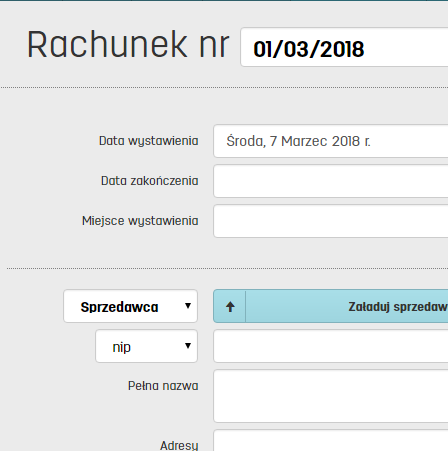 Rachunek nr 01/03/2018
Data wystawienia Środa, 7 Marzec 2018 r.
Data zakończenia
Miejsce wystawienia
Sprzedawca Załaduj sprzedaw
nip
Pełna nazwa
Adresy